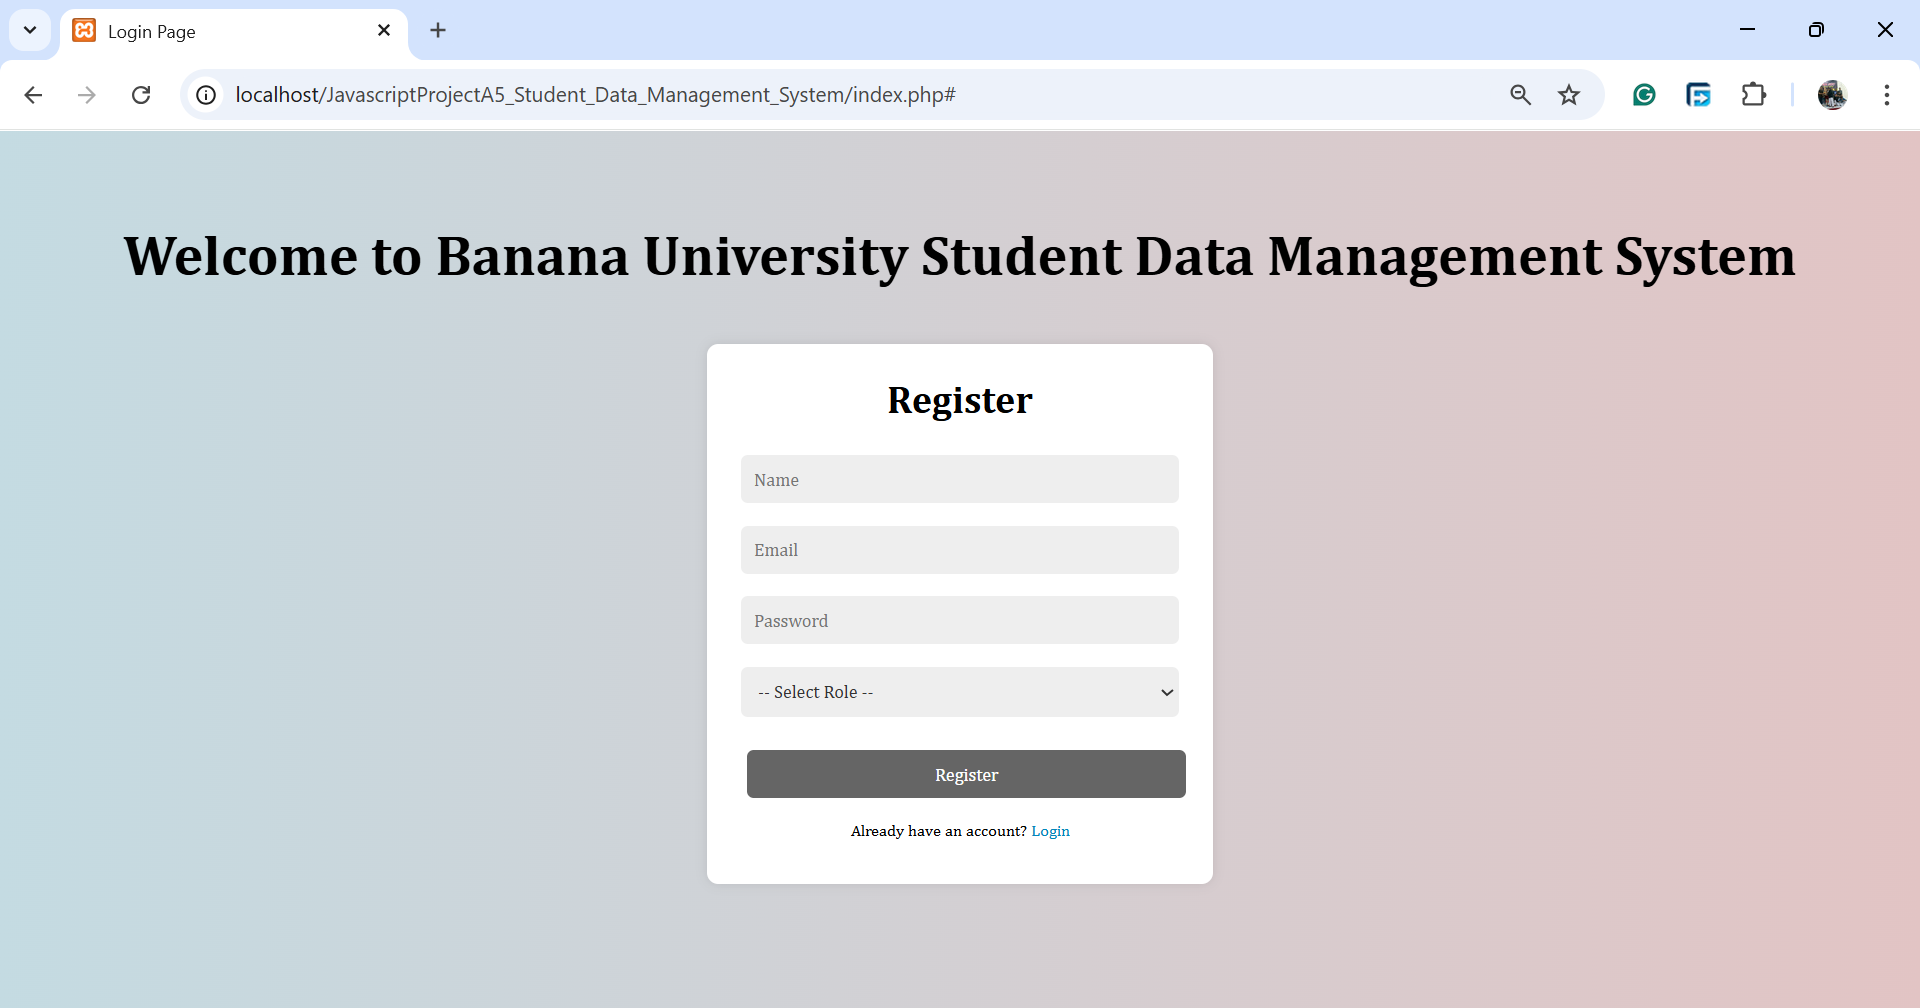 Login Page
localhost/JavascriptProjectA5_Student_Data_Management_System/index.php#
Welcome to Banana University Student Data Management System
Register
Name
Email
Password
-- Select Role --
Register
Already have an account? Login